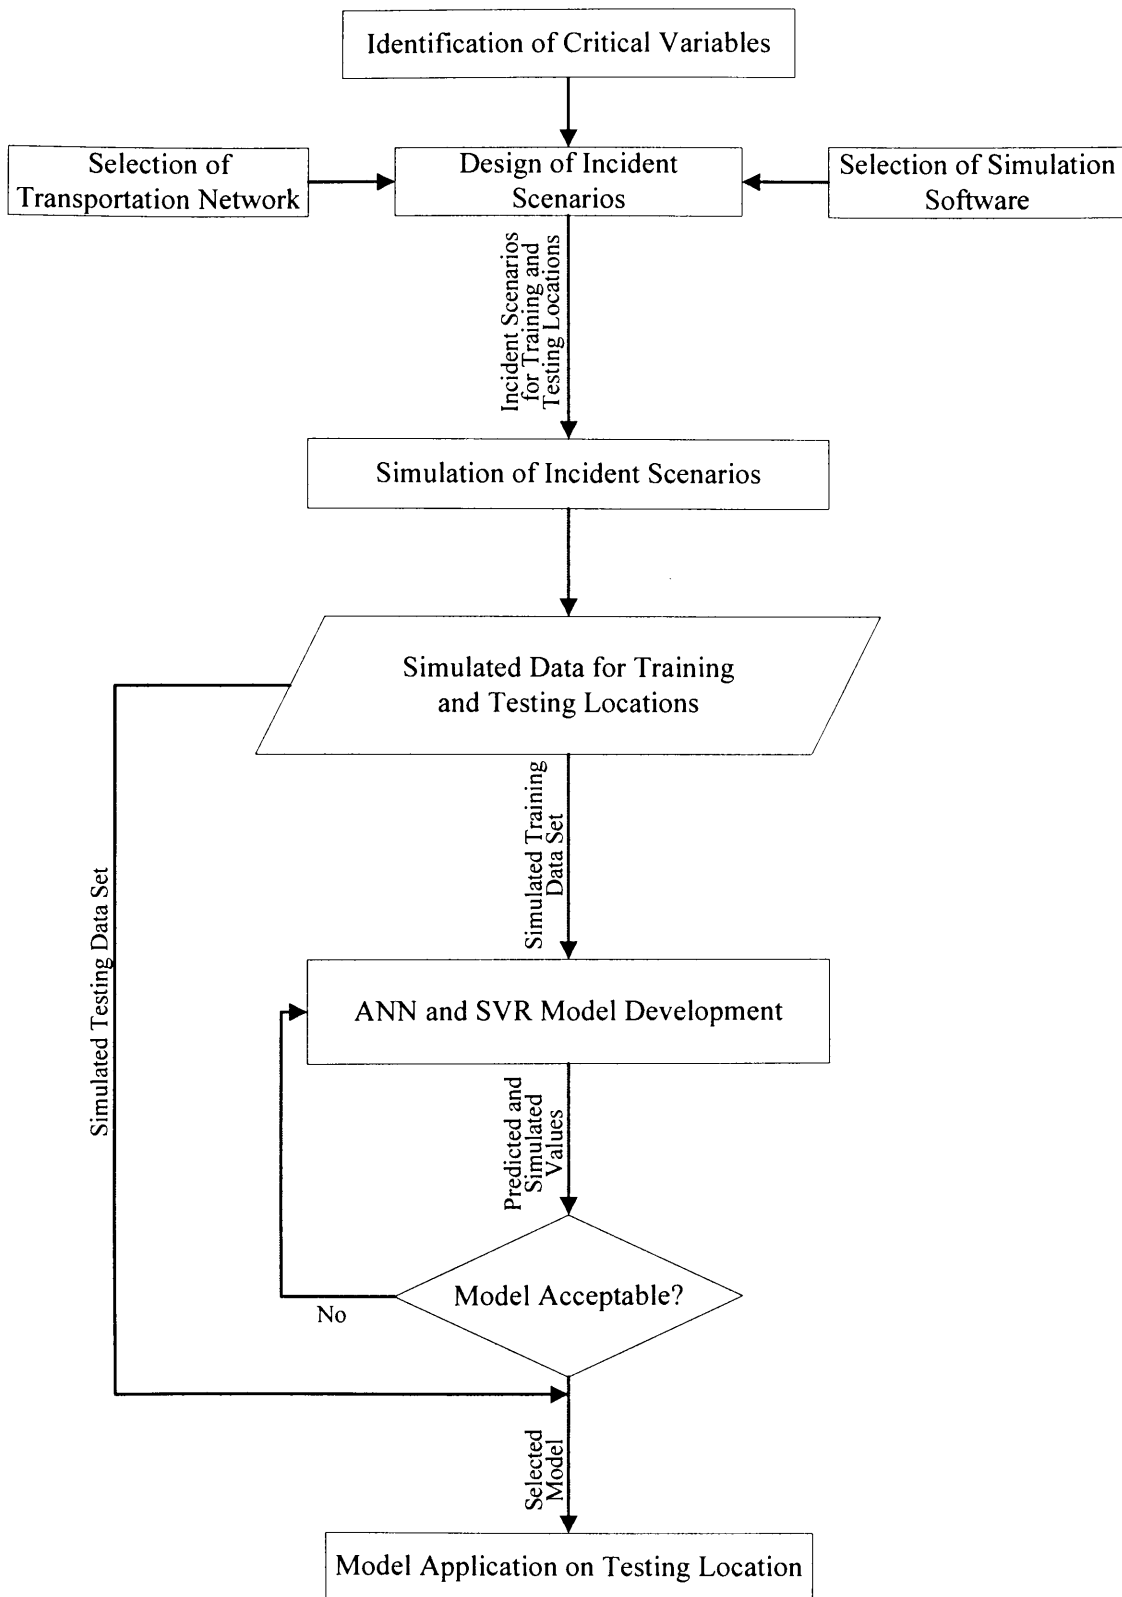 Identification of Critical Variables
Selection of
Transportation Network
Design of Incident
Scenarios
Selection of Simulation
Software
Incident Scenarios
for Training and
Testing Locations
Simulation of Incident Scenarios
Simulated Data for Training
and Testing Locations
Simulated Training
Data Set
Simulated Testing Data Set
ANN and SVR Model Development
Predicted and
Simulated
Values
Model Acceptable?
No
Selected
Model
Model Application on Testing Location